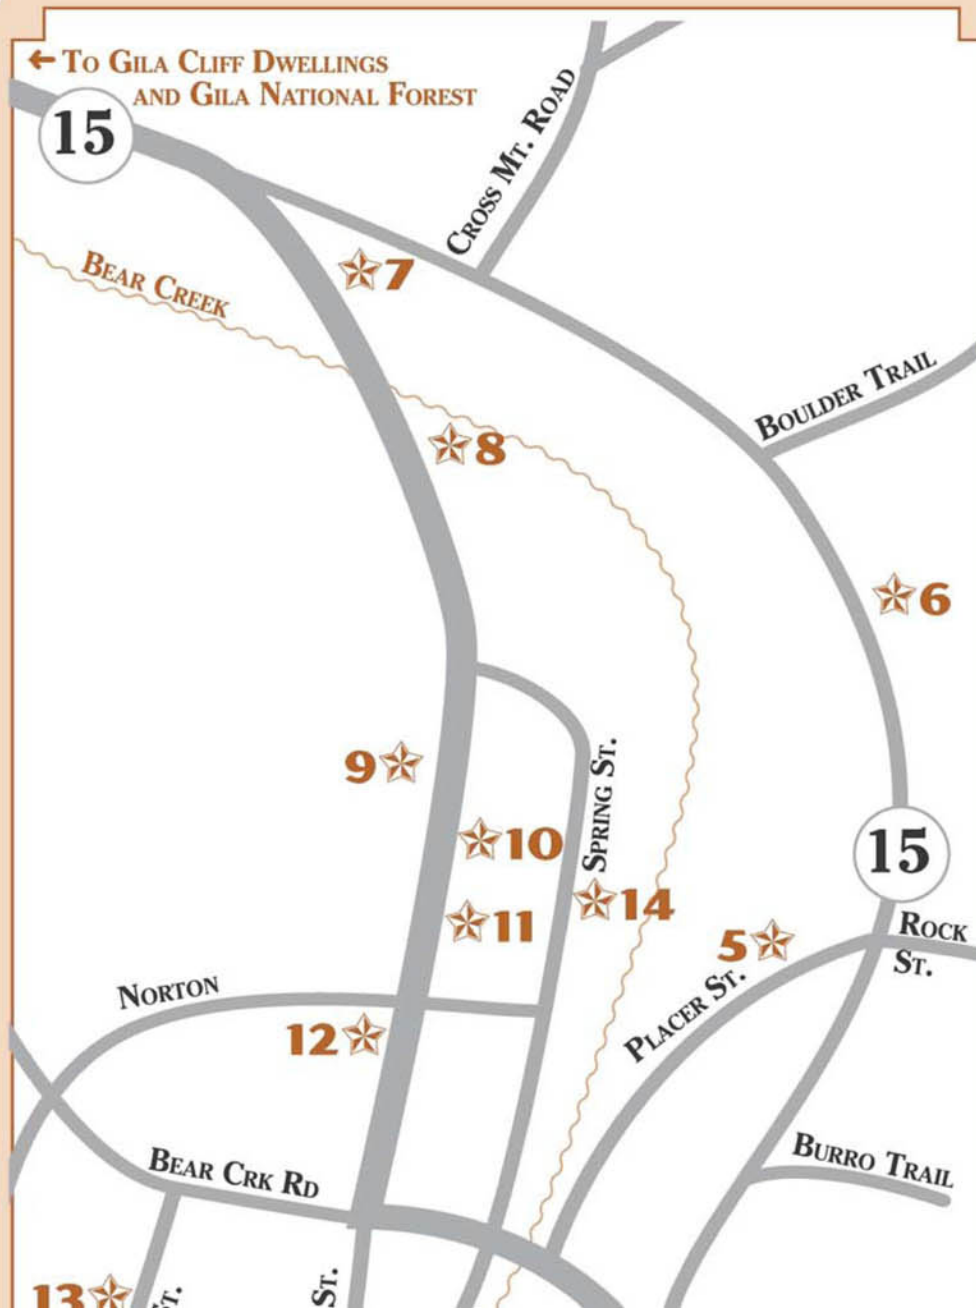 ← To Gila Cliff Dwellings
and Gila National Forest
15
Cross Mt. Road
7
Bear Creek
Boulder Trail
8
6
9
Spring St.
10
15
14
11
5
Rock
St.
Placer St.
Norton
12
Burro Trail
Bear Crk Rd
St.
13